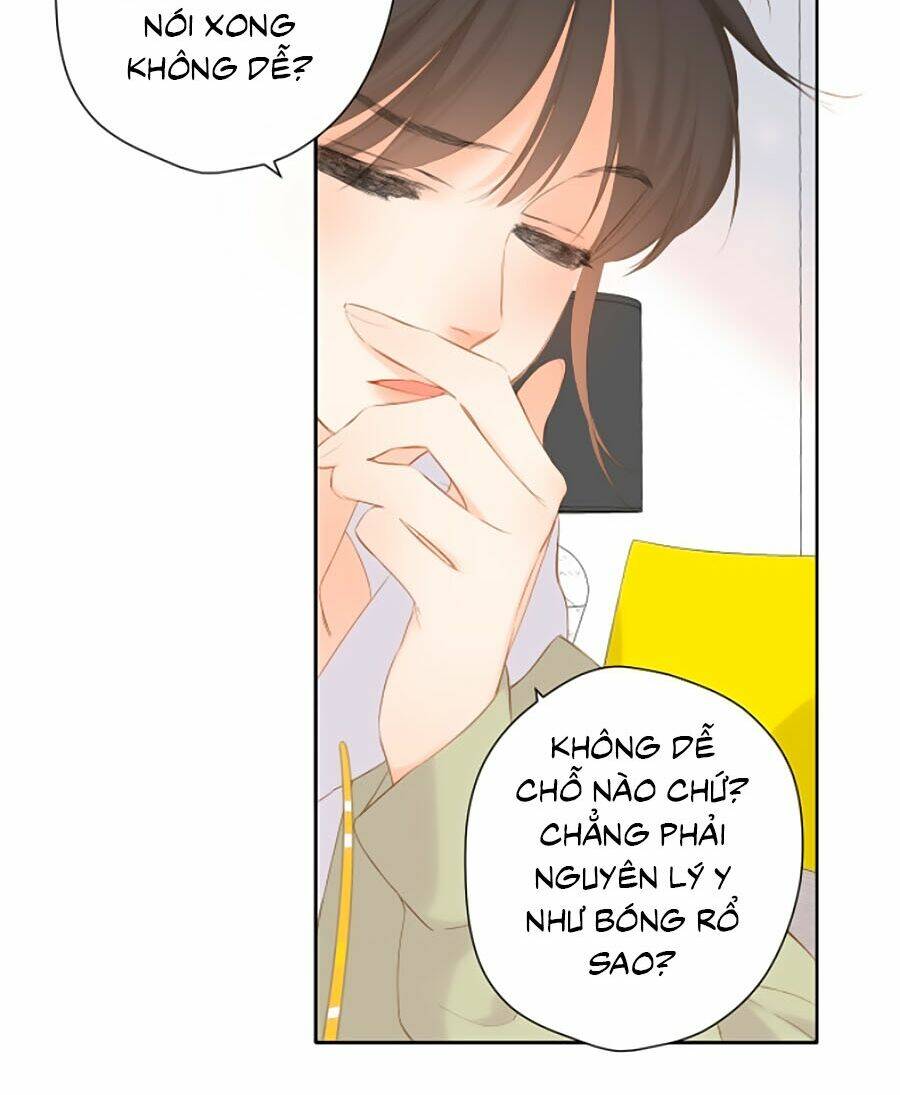 NÓI XONG
KHÔNG DỄ?
KHÔNG DỄ
CHỖ NÀO CHỨ?
CHẲNG PHẢI
NGUYÊN LÝ Y
NHƯ BÓNG RỔ
SAO?